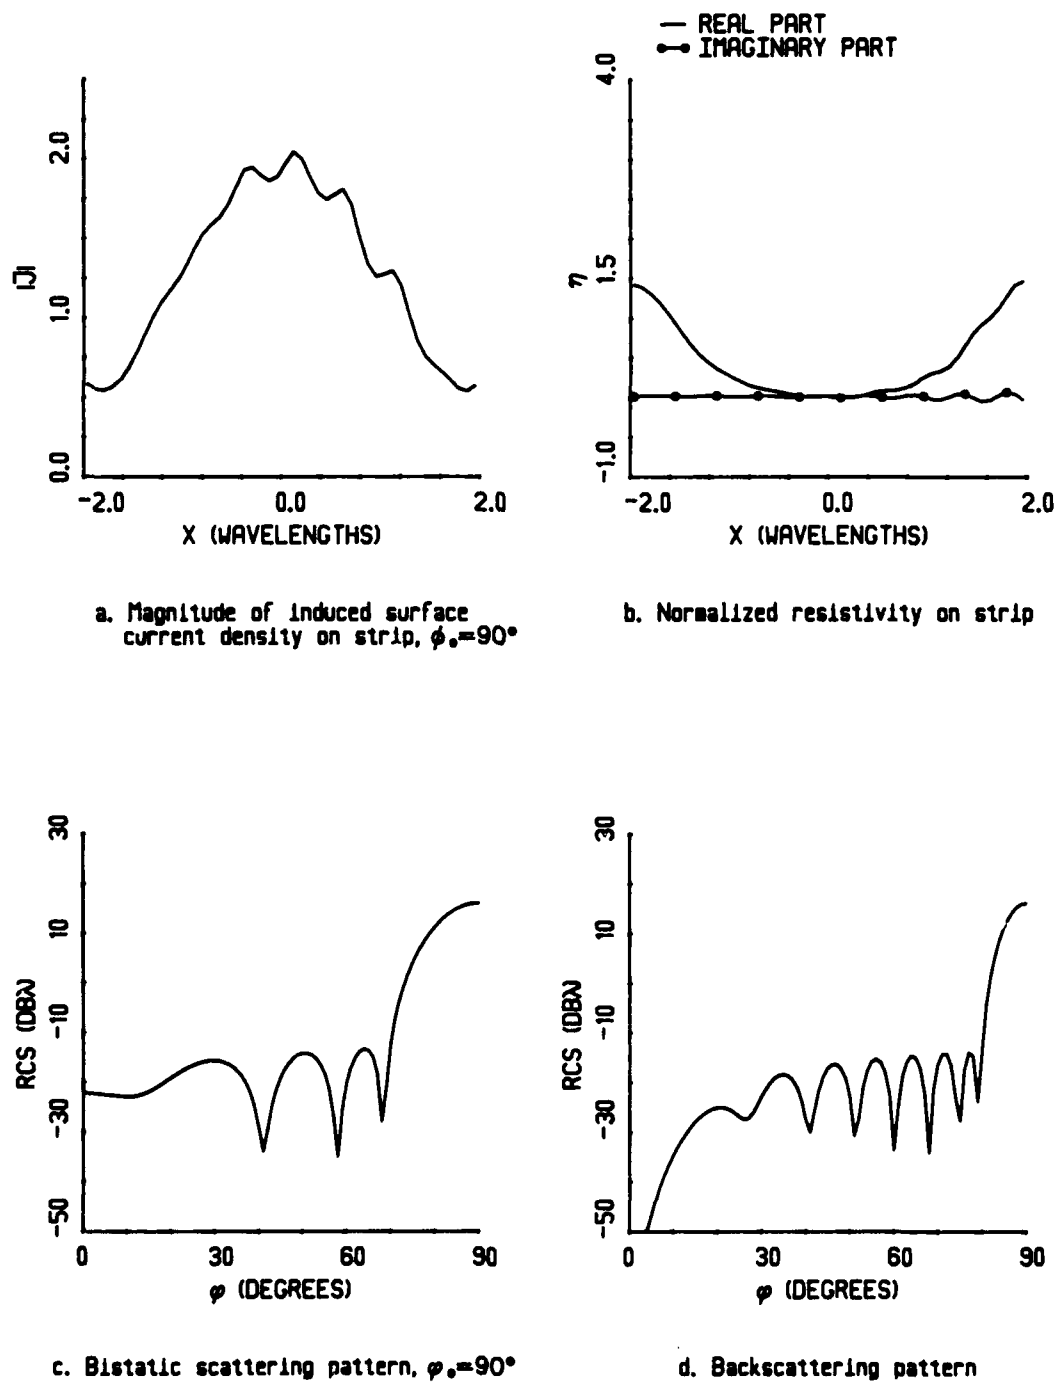 REAL PART
IMAGINARY PART
2.0
1.0
0.0
|J|
-2.0 0.0 2.0
X (WAVELENGTHS)
a. Magnitude of induced surface
current density on strip, ϕ₀=90°
4.0
1.5
-1.0
η
-2.0 0.0 2.0
X (WAVELENGTHS)
b. Normalized resistivity on strip
30
10
-10
-30
-50
RCS (DBλ)
0 30 60 90
φ (DEGREES)
c. Bistatic scattering pattern, φ₀=90°
30
10
-10
-30
-50
RCS (DBλ)
0 30 60 90
φ (DEGREES)
d. Backscattering pattern